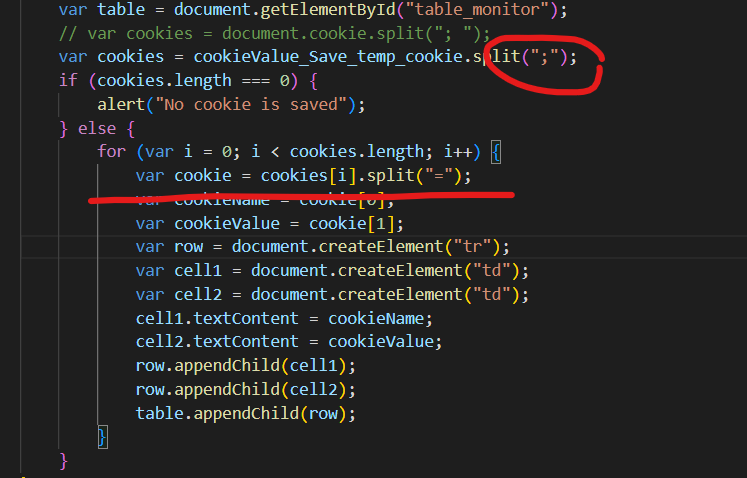 var table = document.getElementById("table_monitor");
// var cookies = document.cookie.split("; ");
var cookies = cookieValue_Save_temp_cookie.split(";");
if (cookies.length === 0) {
alert("No cookie is saved");
} else {
for (var i = 0; i < cookies.length; i++) {
var cookie = cookies[i].split("=");
var cookieName = cookie[0];
var cookieValue = cookie[1];
var row = document.createElement("tr");
var cell1 = document.createElement("td");
var cell2 = document.createElement("td");
cell1.textContent = cookieName;
cell2.textContent = cookieValue;
row.appendChild(cell1);
row.appendChild(cell2);
table.appendChild(row);
}
}